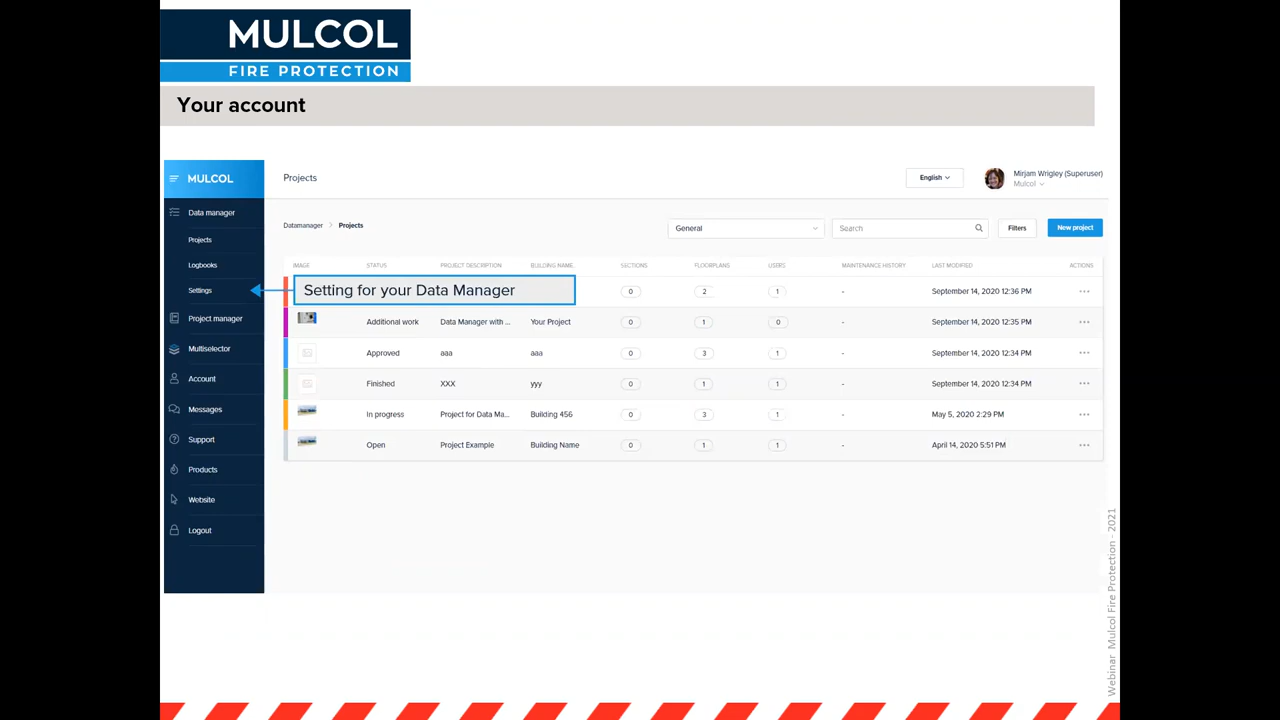 MULCOL
FIRE PROTECTION
Your account
MULCOL
Projects
English
Mirjam Wrigley (Superuser)
Mulcol
Data manager
Projects
Logbooks
Settings
Project manager
Multiselector
Account
Messages
Support
Products
Website
Logout
Datamanager > Projects
General
Search
Filters
New project
IMAGE STATUS PROJECT DESCRIPTION BUILDING NAME SECTIONS FLOORPLANS USERS MAINTENANCE HISTORY LAST MODIFIED ACTIONS
Setting for your Data Manager
0 2 1 - September 14, 2020 12:36 PM
Additional work Data Manager with ... Your Project 0 1 0 - September 14, 2020 12:35 PM
Approved aaa aaa 0 3 1 - September 14, 2020 12:34 PM
Finished XXX yyy 0 1 1 - September 14, 2020 12:34 PM
In progress Project for Data Ma... Building 456 0 3 1 - May 5, 2020 2:29 PM
Open Project Example Building Name 0 1 1 - April 14, 2020 5:51 PM
Webinar Mulcol Fire Protection - 2021